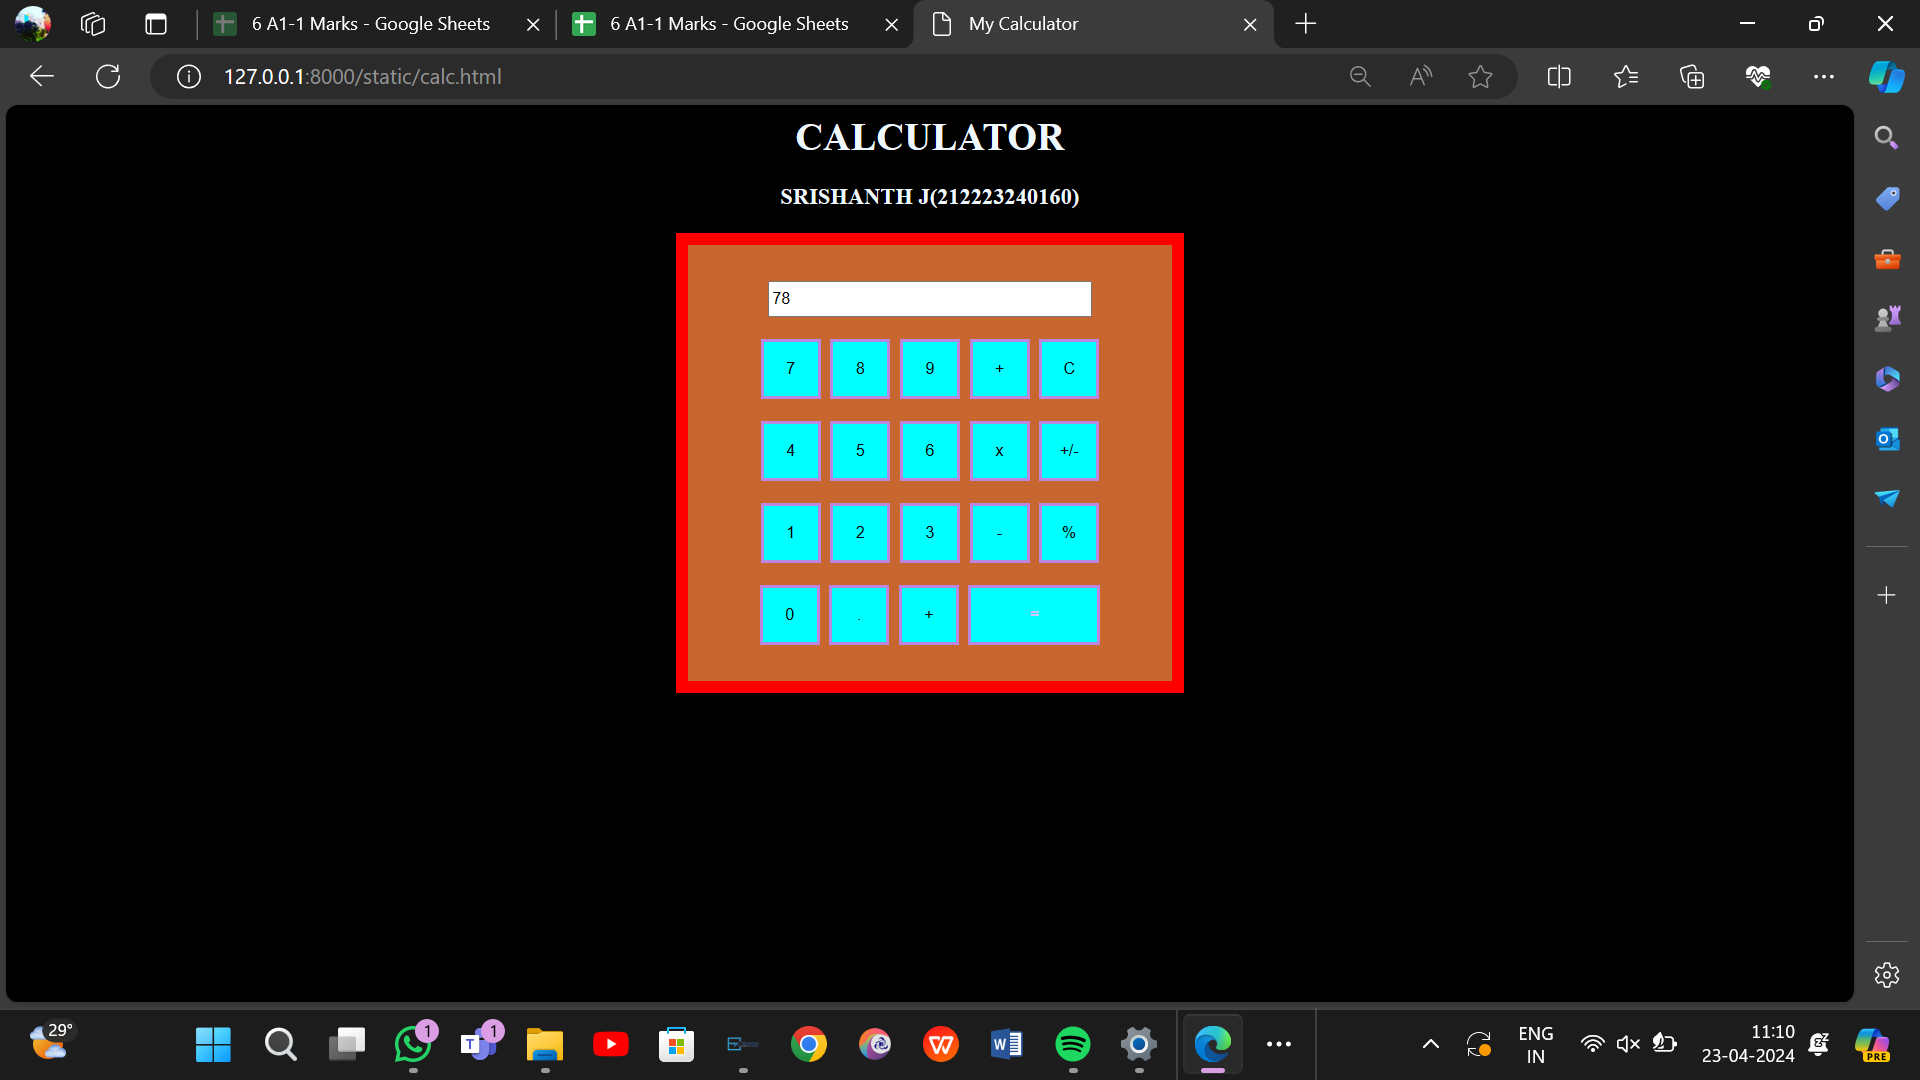 6 A1-1 Marks - Google Sheets
6 A1-1 Marks - Google Sheets
My Calculator
127.0.0.1:8000/static/calc.html
CALCULATOR
SRISHANTH J(212223240160)
78
7 8 9 + C
4 5 6 x +/-
1 2 3 - %
0 . + =
29°
1
1
ENG
IN
11:10
23-04-2024
PRE